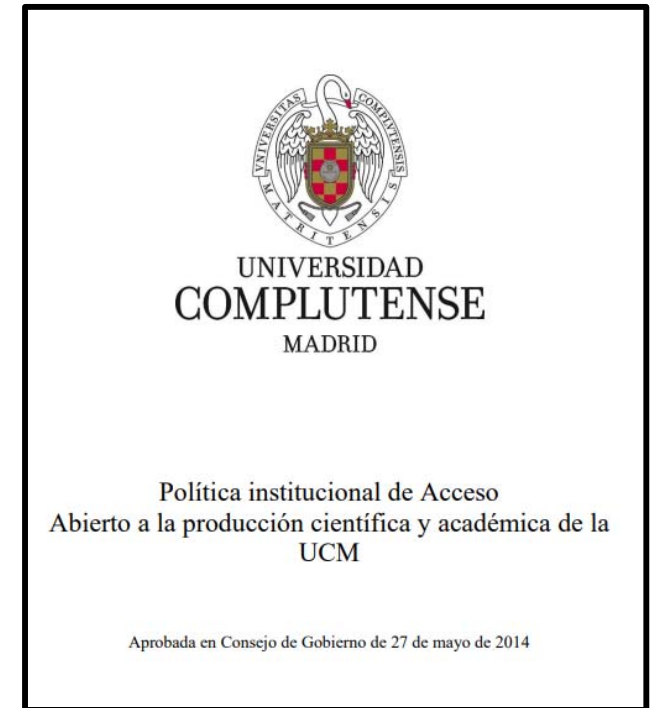 VNIVERSITAS
COMPLVTENSIS
MATRITENSIS
UNIVERSIDAD
COMPLUTENSE
MADRID
Política institucional de Acceso
Abierto a la producción científica y académica de la
UCM
Aprobada en Consejo de Gobierno de 27 de mayo de 2014